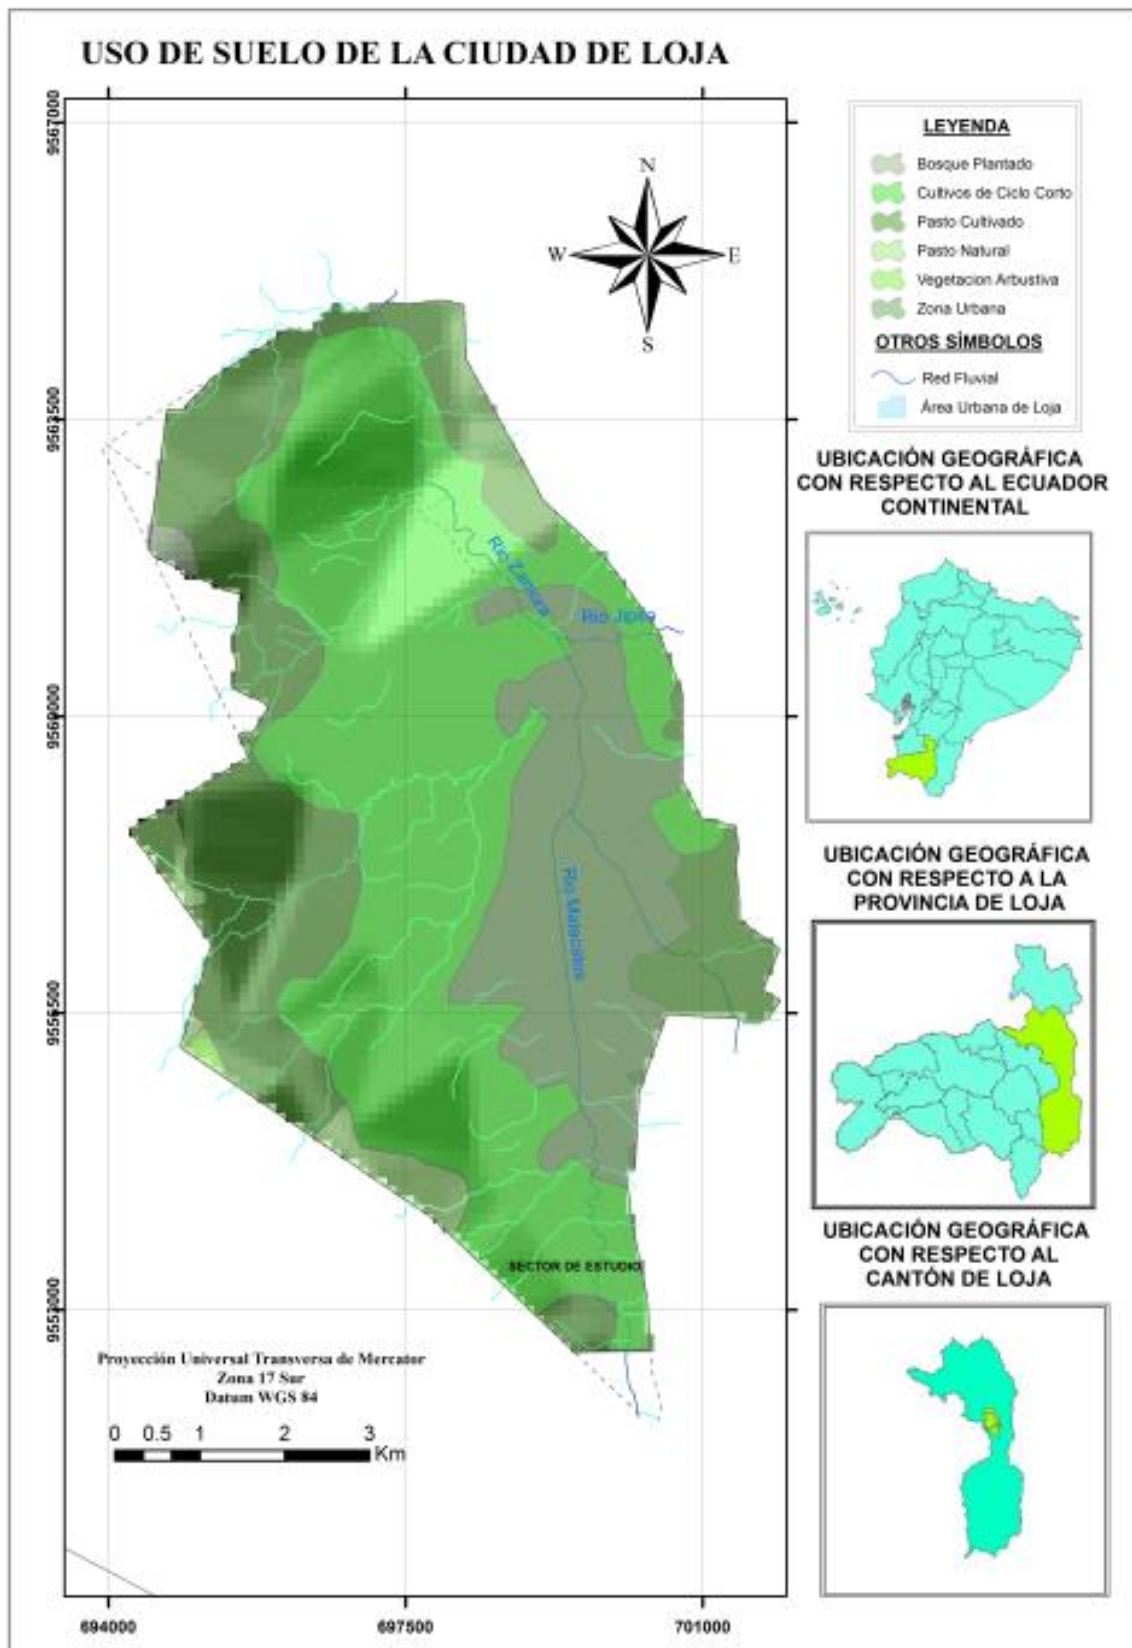 USO DE SUELO DE LA CIUDAD DE LOJA
9567000
9563500
9560000
9556500
9553000
N
W
E
S
Rio Zamora
Rio Jipiro
Rio Malacatos
SECTOR DE ESTUDIO
Proyección Universal Transversa de Mercator
Zona 17 Sur
Datum WGS 84
0 0.5 1 2 3
Km
694000
697500
701000
LEYENDA
Bosque Plantado
Cultivos de Ciclo Corto
Pasto Cultivado
Pasto Natural
Vegetacion Arbustiva
Zona Urbana
OTROS SÍMBOLOS
Red Fluvial
Área Urbana de Loja
UBICACIÓN GEOGRÁFICA
CON RESPECTO AL ECUADOR
CONTINENTAL
UBICACIÓN GEOGRÁFICA
CON RESPECTO A LA
PROVINCIA DE LOJA
UBICACIÓN GEOGRÁFICA
CON RESPECTO AL
CANTÓN DE LOJA